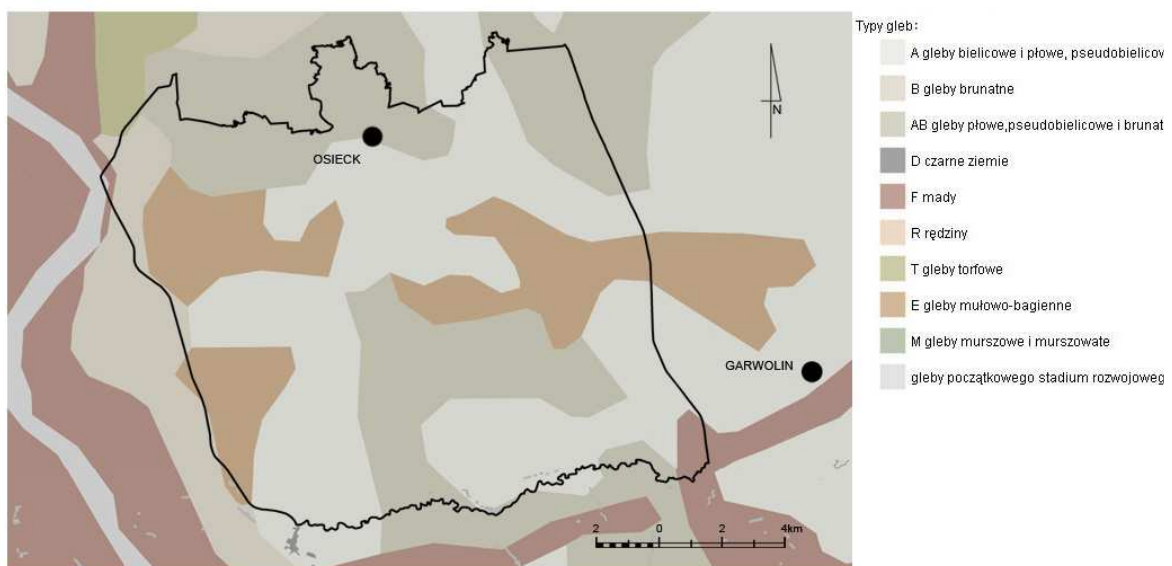 Typy gleb:
A gleby bielicowe i płowe, pseudobielicow
B gleby brunatne
AB gleby płowe,pseudobielicowe i brunat
D czarne ziemie
F mady
R rędziny
T gleby torfowe
E gleby mułowo-bagienne
M gleby murszowe i murszowate
gleby początkowego stadium rozwojoweg
N
OSIECK
GARWOLIN
2 0 2 4km